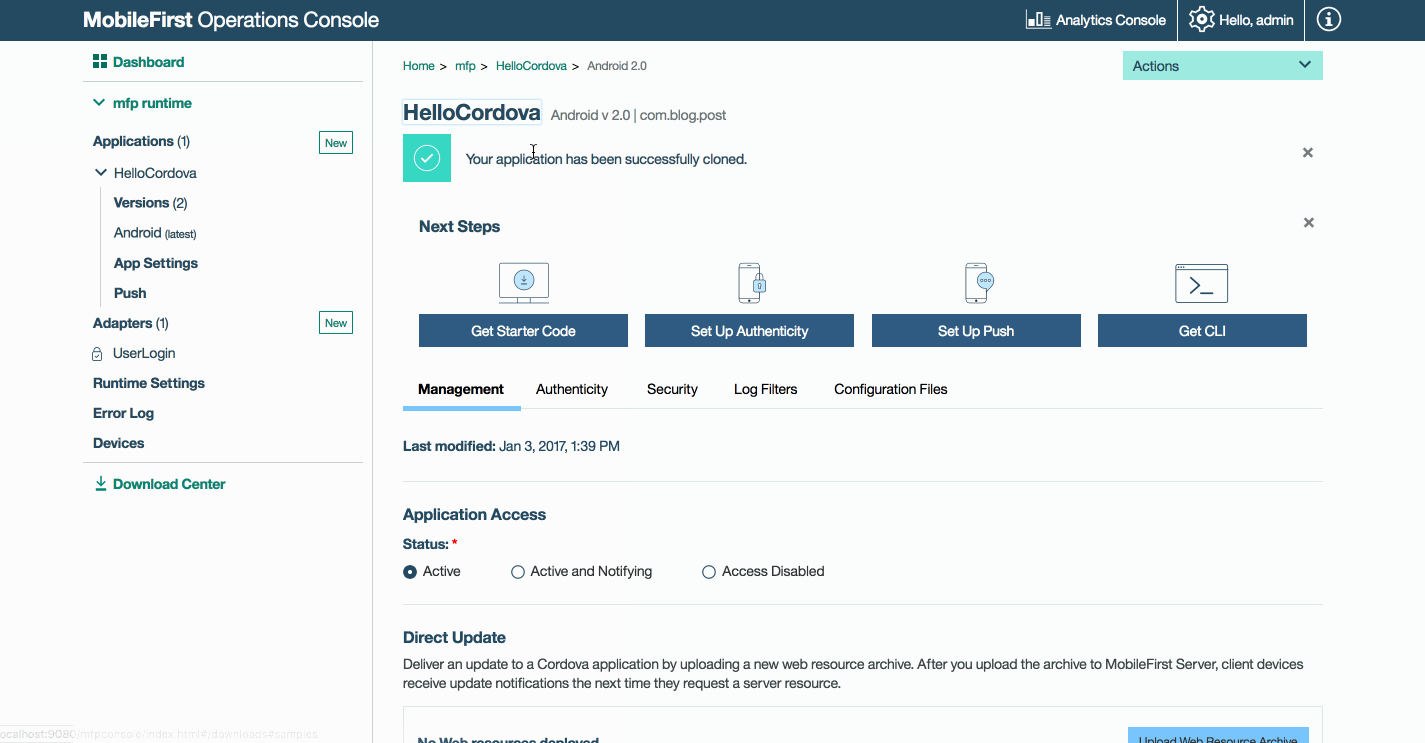 MobileFirst Operations Console
Analytics Console
Hello, admin
Dashboard
mfp runtime
Applications (1)
New
HelloCordova
Versions (2)
Android (latest)
App Settings
Push
Adapters (1)
New
UserLogin
Runtime Settings
Error Log
Devices
Download Center
Home > mfp > HelloCordova > Android 2.0
Actions
HelloCordova Android v 2.0 | com.blog.post
Your application has been successfully cloned.
Next Steps
Get Starter Code
Set Up Authenticity
Set Up Push
Get CLI
Management Authenticity Security Log Filters Configuration Files
Last modified: Jan 3, 2017, 1:39 PM
Application Access
Status: *
Active
Active and Notifying
Access Disabled
Direct Update
Deliver an update to a Cordova application by uploading a new web resource archive. After you upload the archive to MobileFirst Server, client devices
receive update notifications the next time they request a server resource.
No Web resources deployed
Upload Web Resource Archive
ocalhost:9080/mfpconsole/index.html#/downloads#samples